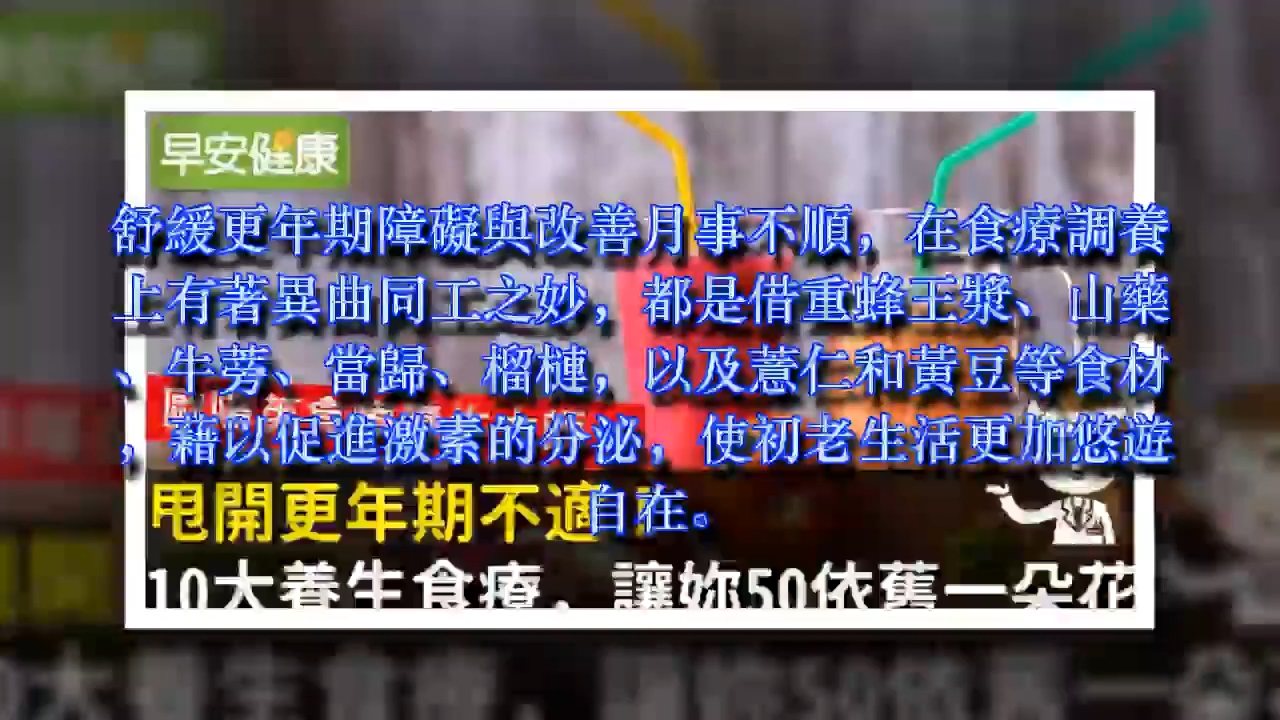 早安健康
舒緩更年期障礙與改善月事不順，在食療調養
上有著異曲同工之妙，都是借重蜂王漿、山藥
、牛蒡、當歸、榴槤，以及薏仁和黃豆等食材
，藉以促進激素的分泌，使初老生活更加悠遊
自在。
甩開更年期不適
10大養生食療，讓妳50依舊一朵花